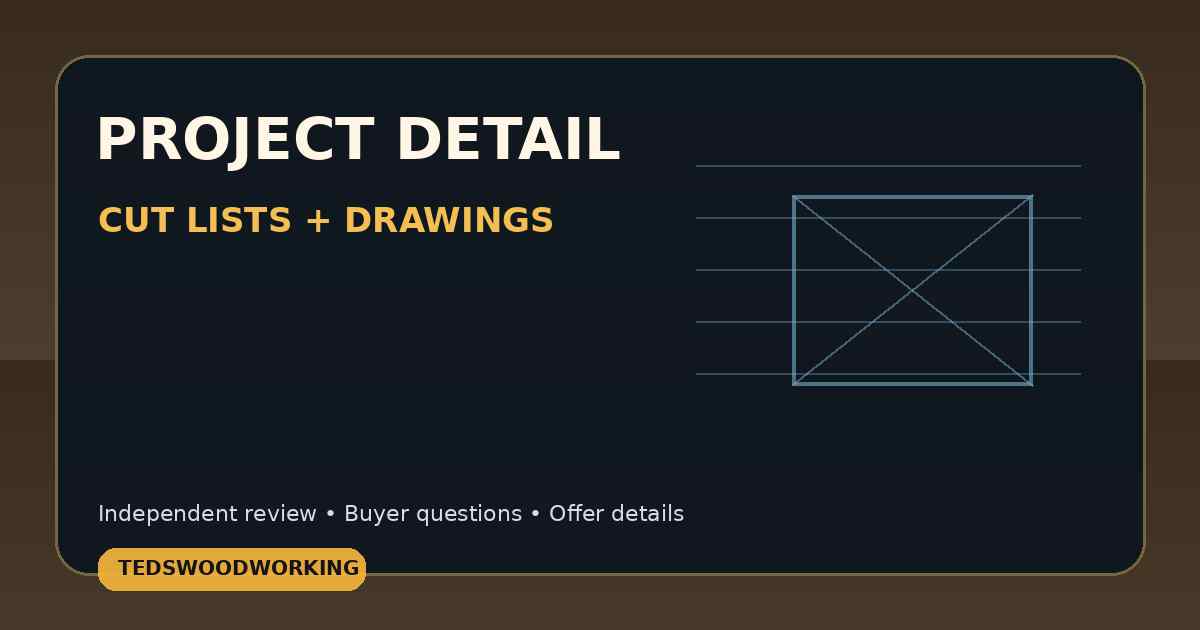 PROJECT DETAIL
CUT LISTS + DRAWINGS
Independent review • Buyer questions • Offer details
TEDSWOODWORKING